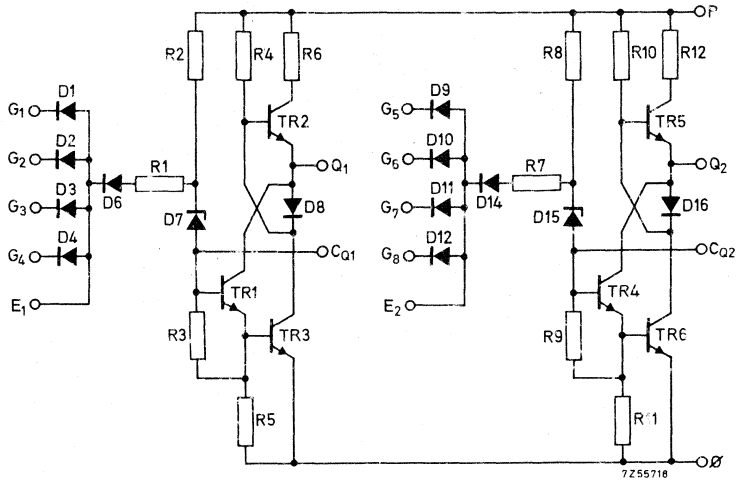 P
R2 R4 R6 R8 R10 R12
D1 D9
G1 TR2 G5 TR5
D2 D10
G2 R1 Q1 G6 R7 Q2
D3 D6 D8 D11 D14 D16
G3 D7 G7 D15
D4 D12
G4 CQ1 G8 CQ2
TR1 TR4
E1 E2
R3 TR3 R9 TR6
R5 R11
Ø
7Z55716